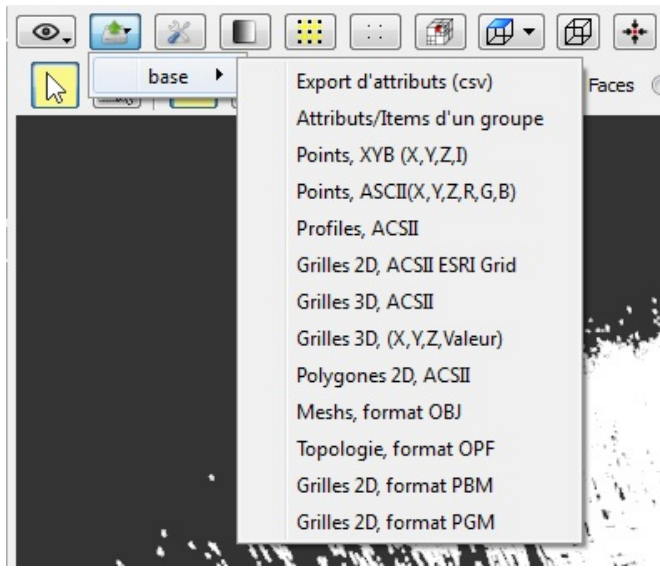 base
Faces
Export d'attributs (csv)
Attributs/Items d'un groupe
Points, XYB (X,Y,Z,I)
Points, ASCII(X,Y,Z,R,G,B)
Profiles, ACSII
Grilles 2D, ACSII ESRI Grid
Grilles 3D, ACSII
Grilles 3D, (X,Y,Z,Valeur)
Polygones 2D, ACSII
Meshs, format OBJ
Topologie, format OPF
Grilles 2D, format PBM
Grilles 2D, format PGM